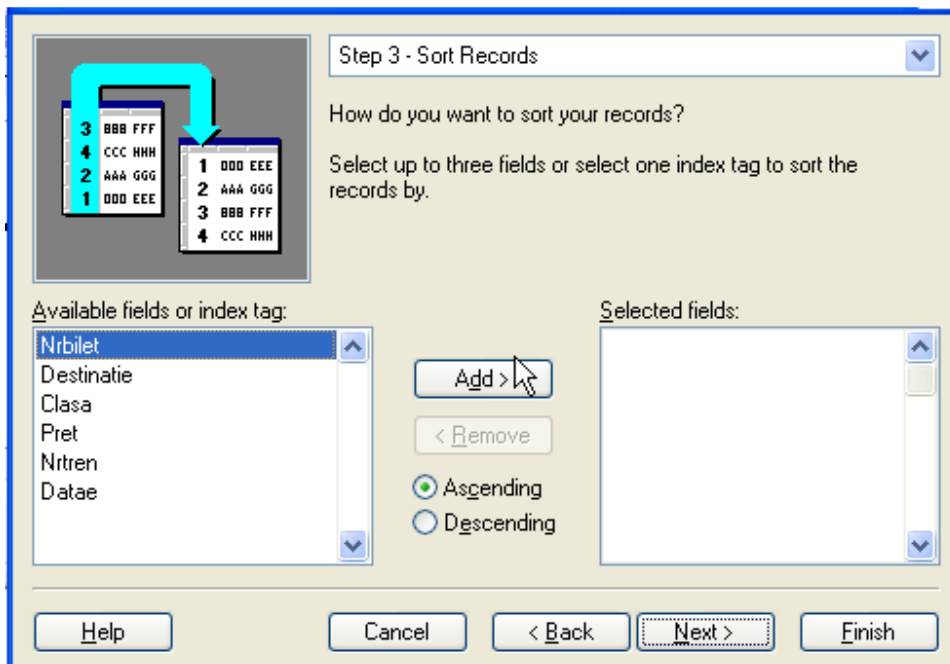 Step 3 - Sort Records
How do you want to sort your records?
Select up to three fields or select one index tag to sort the
records by.
3 BBB FFF
4 CCC HHH
2 AAA GGG
1 DDD EEE
1 DDD EEE
2 AAA GGG
3 BBB FFF
4 CCC HHH
Available fields or index tag:
Nrbilet
Destinatie
Clasa
Pret
Nrtren
Datae
Add >
< Remove
Ascending
Descending
Selected fields:
Help
Cancel
< Back
Next >
Finish